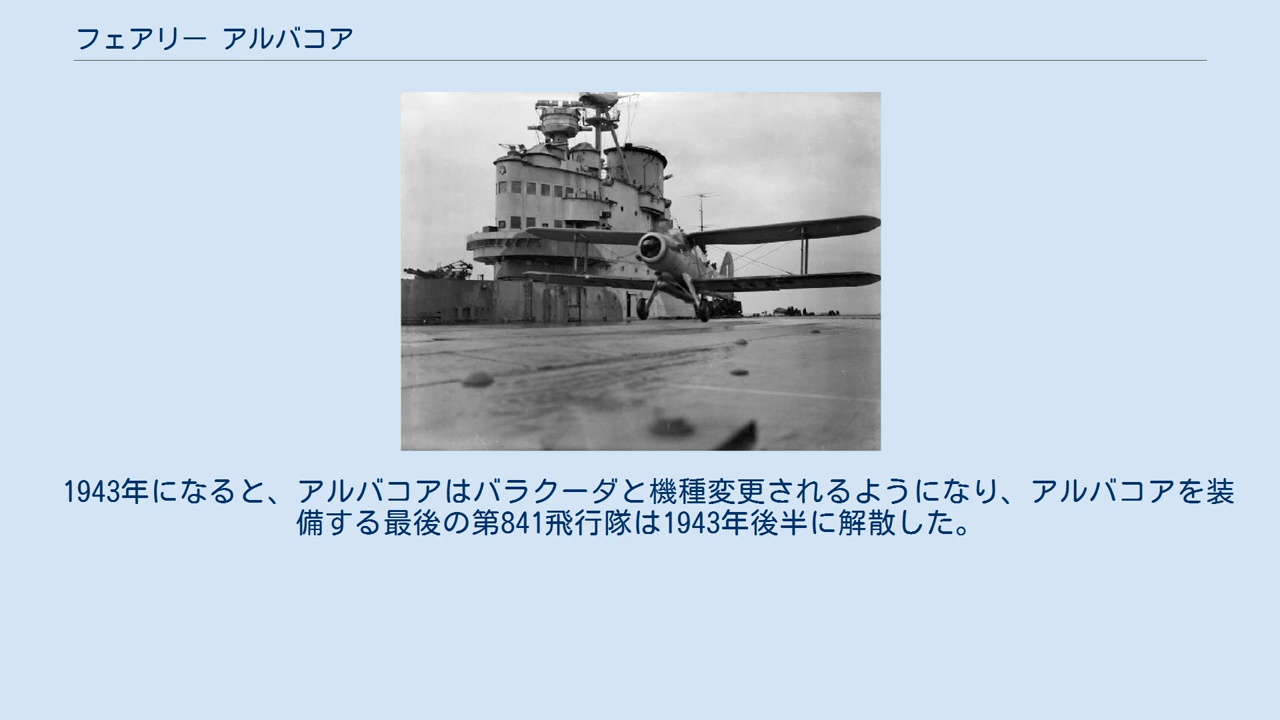 フェアリー アルバコア
1943年になると、アルバコアはバラクーダと機種変更されるようになり、アルバコアを装
備する最後の第841飛行隊は1943年後半に解散した。